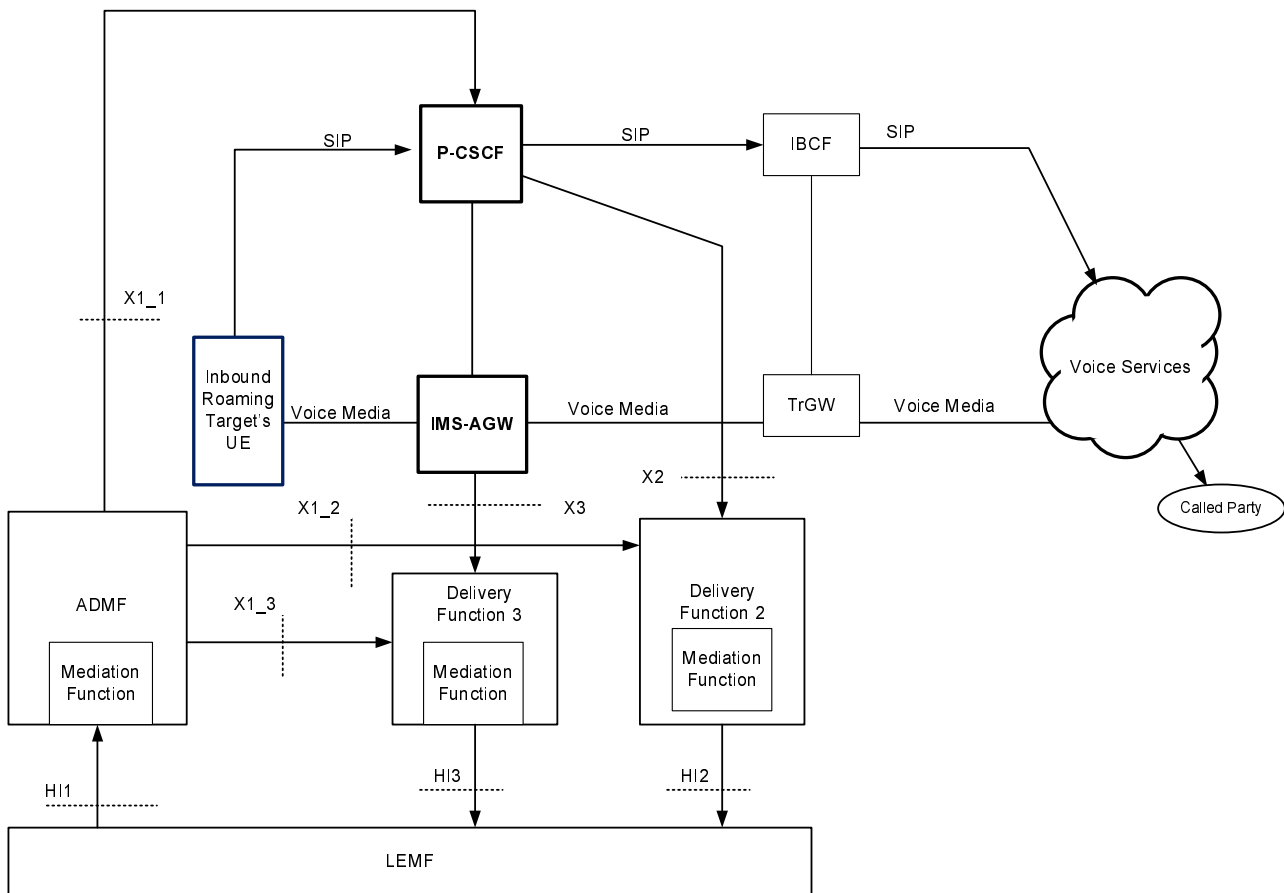 SIP
P-CSCF
SIP
IBCF
SIP
X1_1
Inbound
Roaming
Target's
UE
Voice Media
IMS-AGW
Voice Media
TrGW
Voice Media
Voice Services
X2
Called Party
X1_2
X3
ADMF
Mediation
Function
X1_3
Delivery
Function 3
Mediation
Function
Delivery
Function 2
Mediation
Function
HI1
HI3
HI2
LEMF